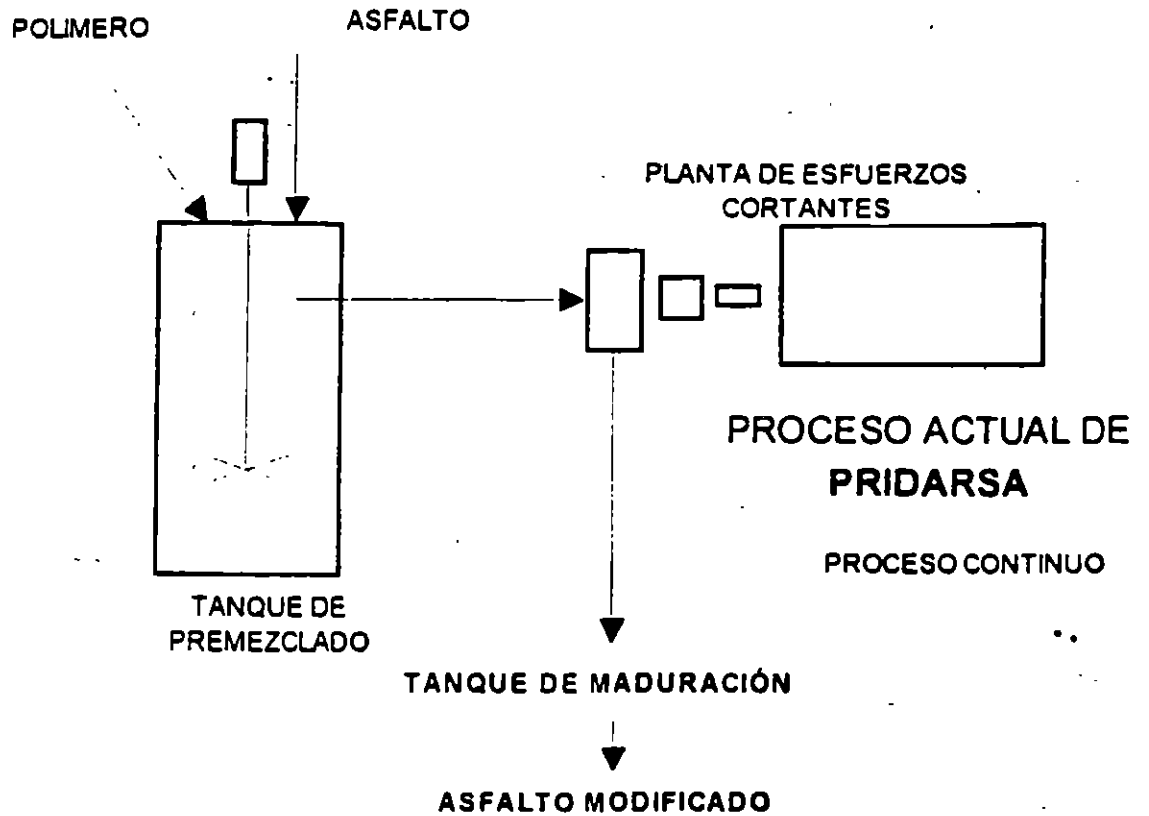 POLIMERO
ASFALTO
PLANTA DE ESFUERZOS
CORTANTES
PROCESO ACTUAL DE
PRIDARSA
PROCESO CONTINUO
TANQUE DE
PREMEZCLADO
TANQUE DE MADURACIÓN
ASFALTO MODIFICADO